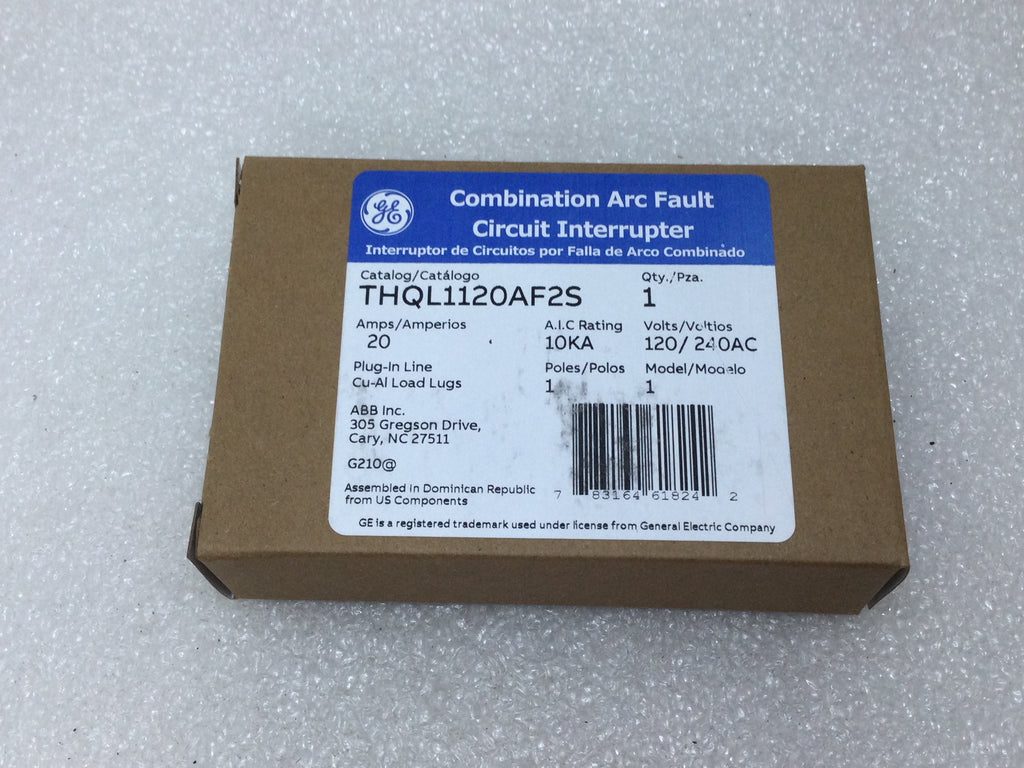 GE
Combination Arc Fault
Circuit Interrupter
Interruptor de Circuitos por Falla de Arco Combinado
Catalog/Catálogo
THQL1120AF2S
Qty./Pza.
1
Amps/Amperios
20
A.I.C Rating
10KA
Volts/Voltios
120/240AC
Plug-In Line
Cu-Al Load Lugs
Poles/Polos
1
Model/Modelo
1
ABB Inc.
305 Gregson Drive,
Cary, NC 27511
G210@
Assembled in Dominican Republic
from US Components
7 83164 61824 2
GE is a registered trademark used under license from General Electric Company